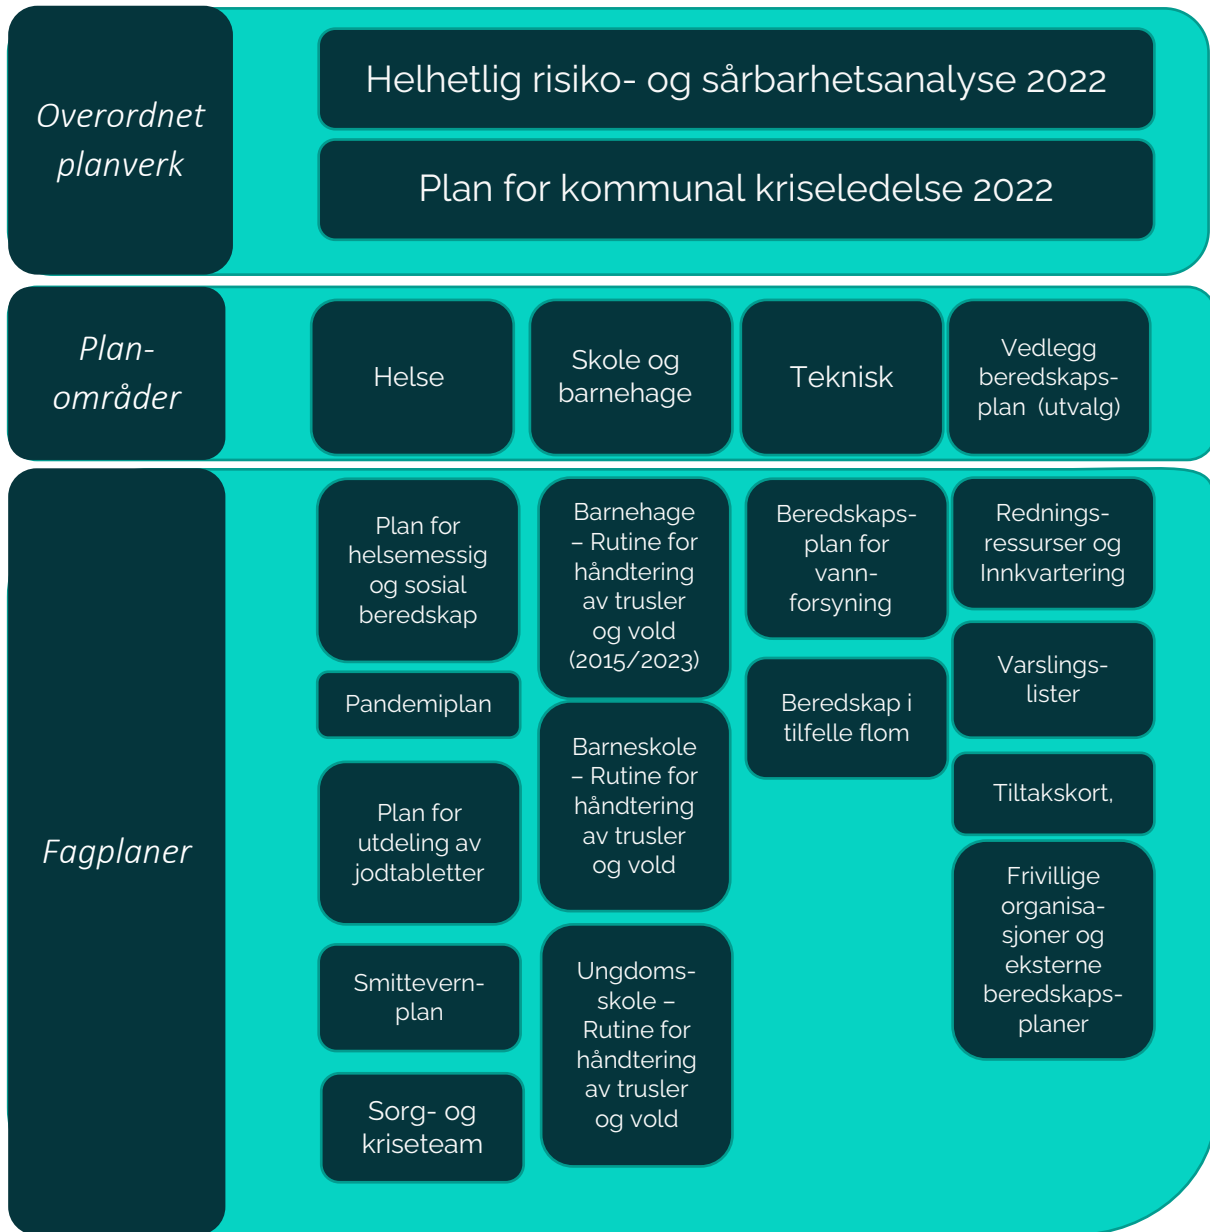 Overordnet
planverk
Helhetlig risiko- og sårbarhetsanalyse 2022
Plan for kommunal kriseledelse 2022
Plan-
områder
Helse
Skole og
barnehage
Teknisk
Vedlegg
beredskaps-
plan (utvalg)
Fagplaner
Plan for
helsemessig
og sosial
beredskap
Pandemiplan
Plan for
utdeling av
jodtabletter
Smittevern-
plan
Sorg- og
kriseteam
Barnehage
– Rutine for
håndtering
av trusler
og vold
(2015/2023)
Barneskole
– Rutine for
håndtering
av trusler
og vold
Ungdoms-
skole –
Rutine for
håndtering
av trusler
og vold
Beredskaps-
plan for
vann-
forsyning
Beredskap i
tilfelle flom
Rednings-
ressurser og
Innkvartering
Varslings-
lister
Tiltakskort,
Frivillige
organisa-
sjoner og
eksterne
beredskaps-
planer